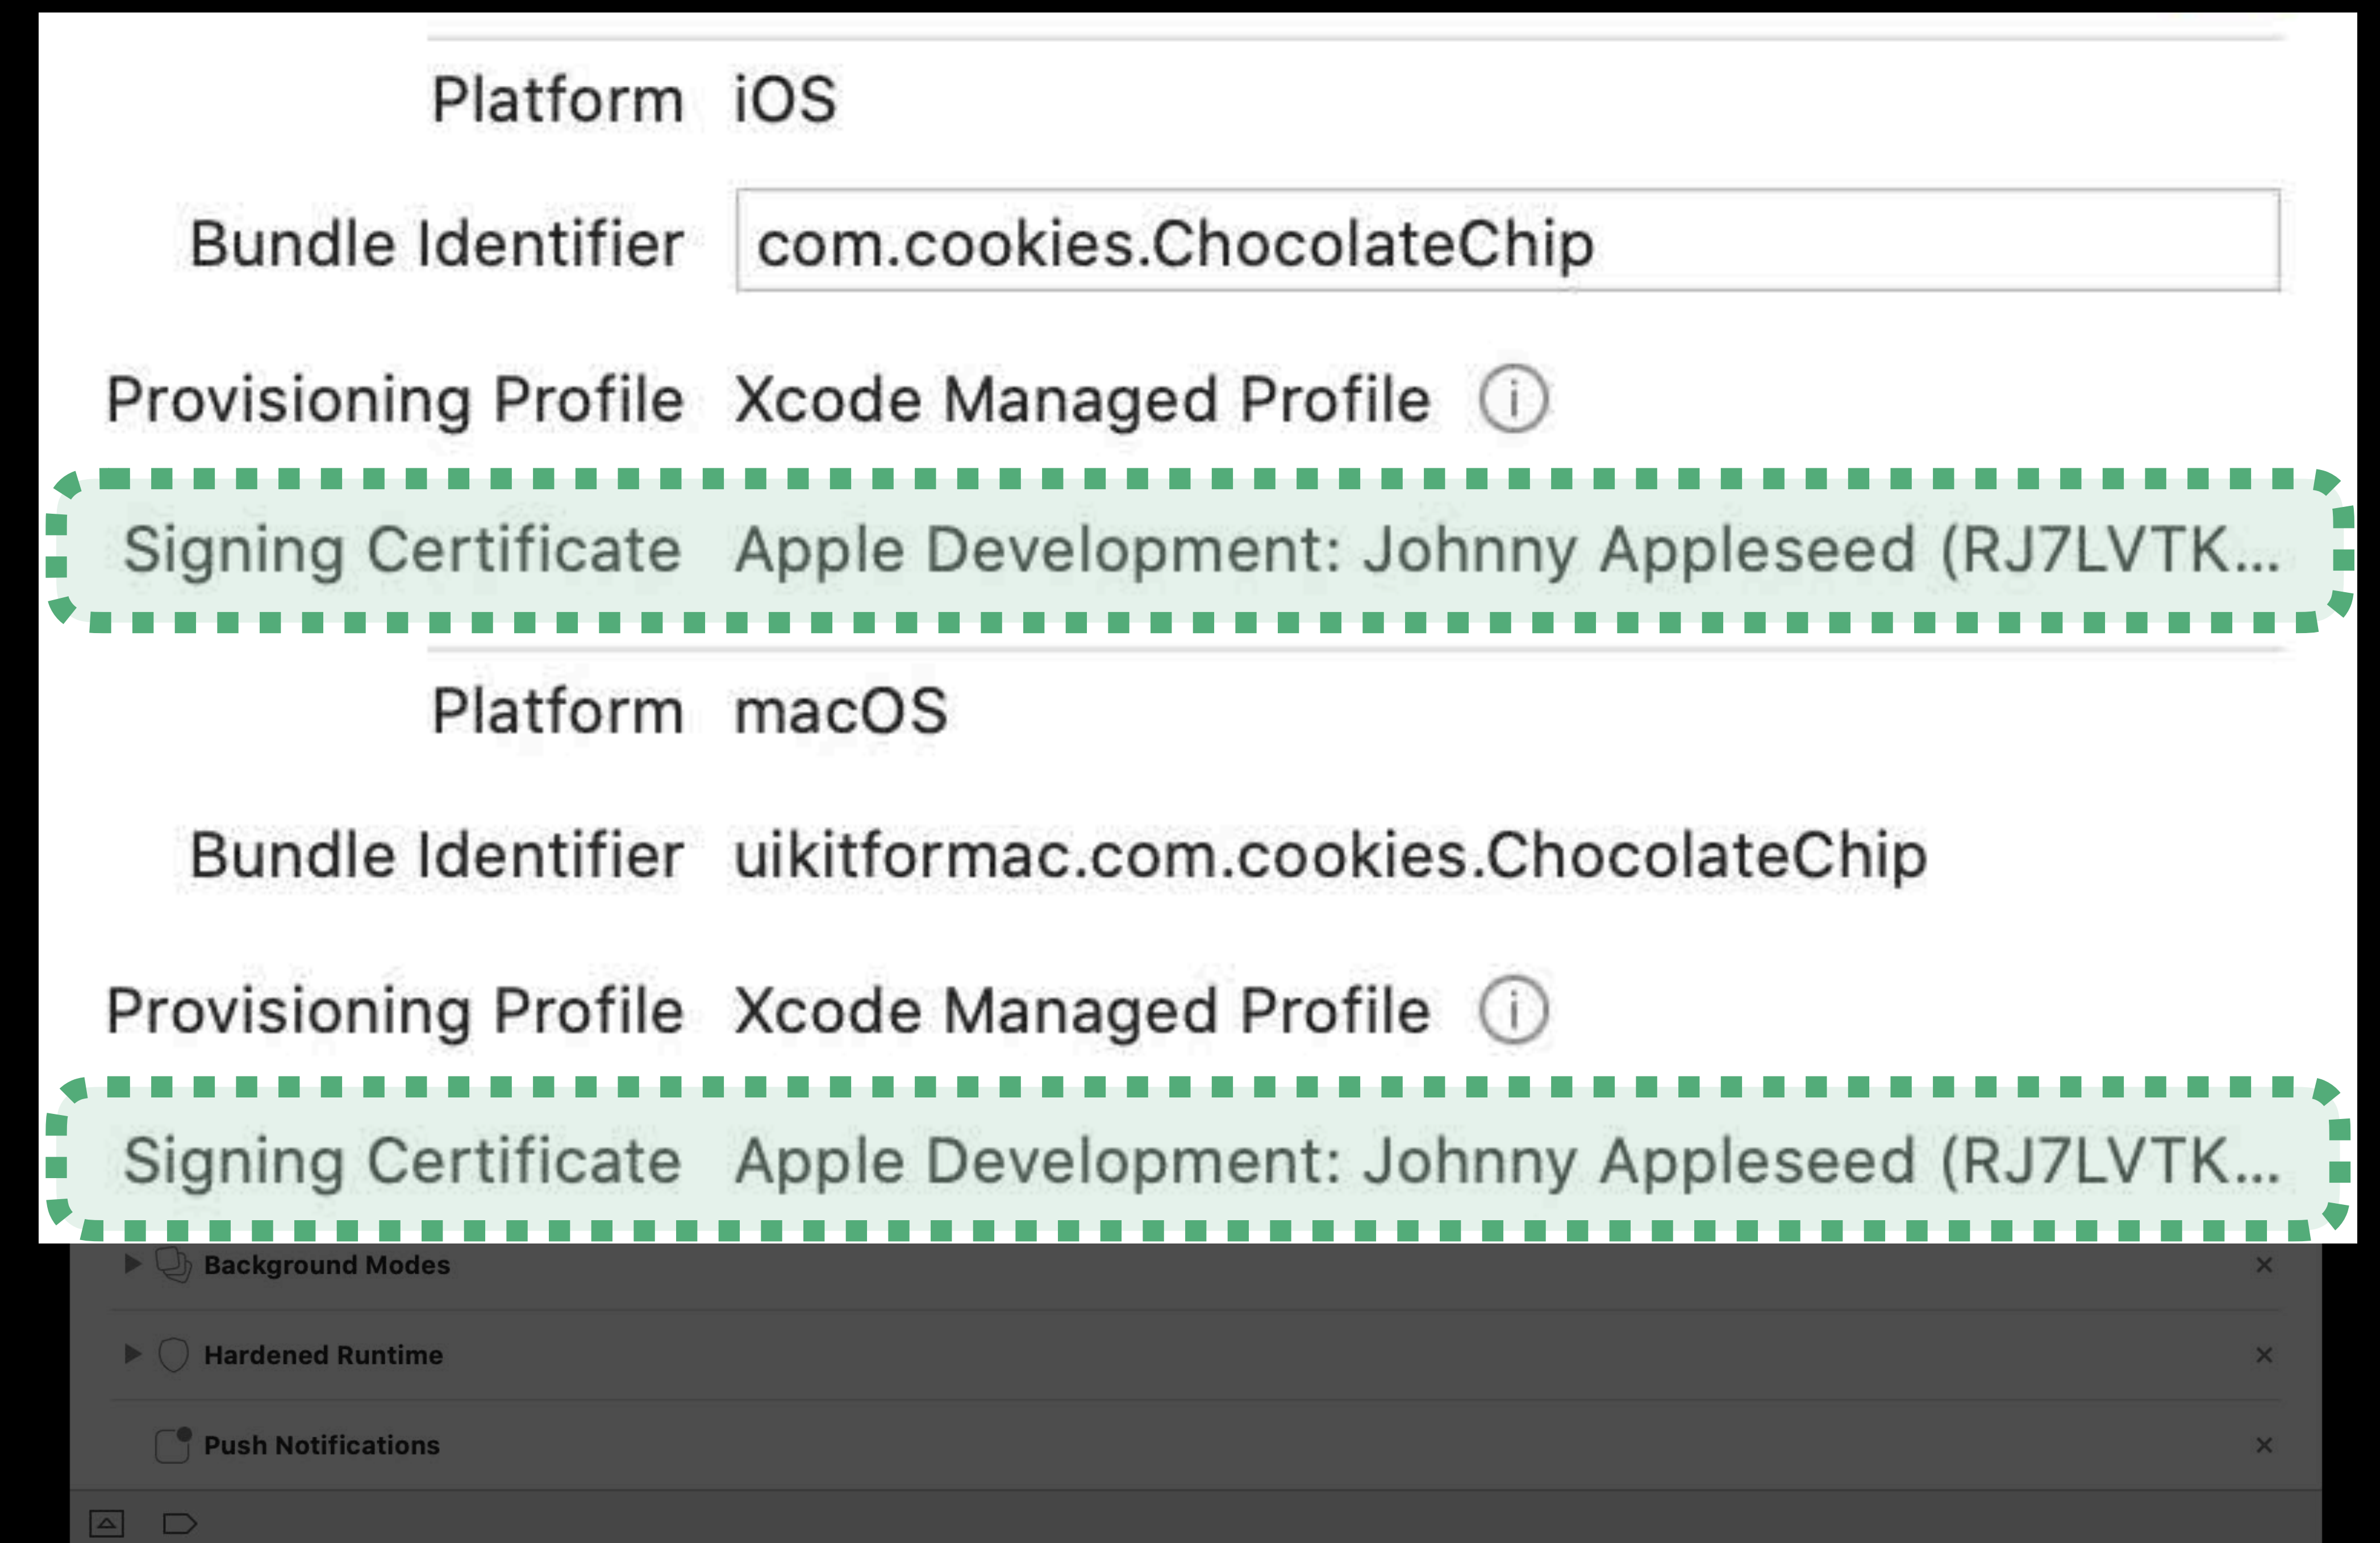 Platform iOS
Bundle Identifier com.cookies.ChocolateChip
Provisioning Profile Xcode Managed Profile
Signing Certificate Apple Development: Johnny Appleseed (RJ7LVTK...
Platform macOS
Bundle Identifier uikitformac.com.cookies.ChocolateChip
Provisioning Profile Xcode Managed Profile
Signing Certificate Apple Development: Johnny Appleseed (RJ7LVTK...
Background Modes
Hardened Runtime
Push Notifications